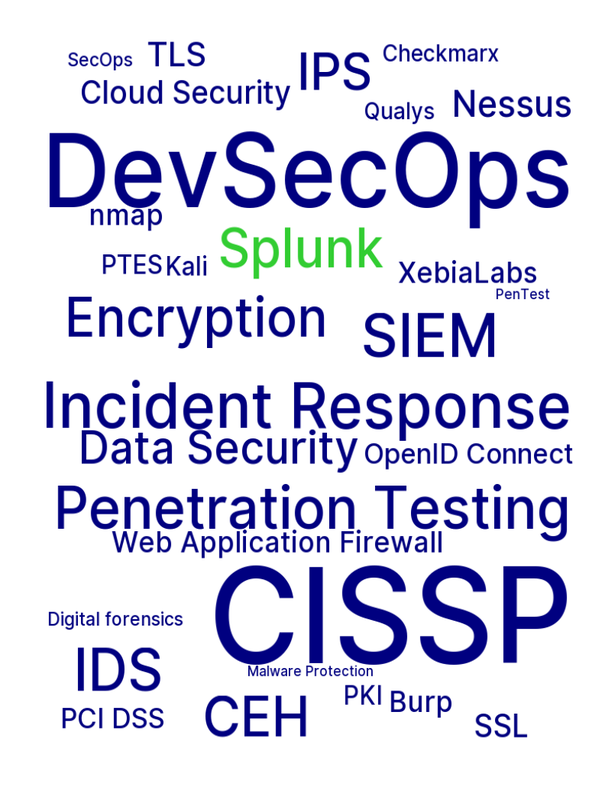 SecOps
TLS
IPS
Checkmarx
Cloud Security
Qualys
Nessus
DevSecOps
nmap
Splunk
PTES
Kali
XebiaLabs
PenTest
Encryption
SIEM
Incident Response
Data Security
OpenID Connect
Penetration Testing
Web Application Firewall
CISSP
Digital forensics
IDS
Malware Protection
PKI
Burp
PCI DSS
CEH
SSL